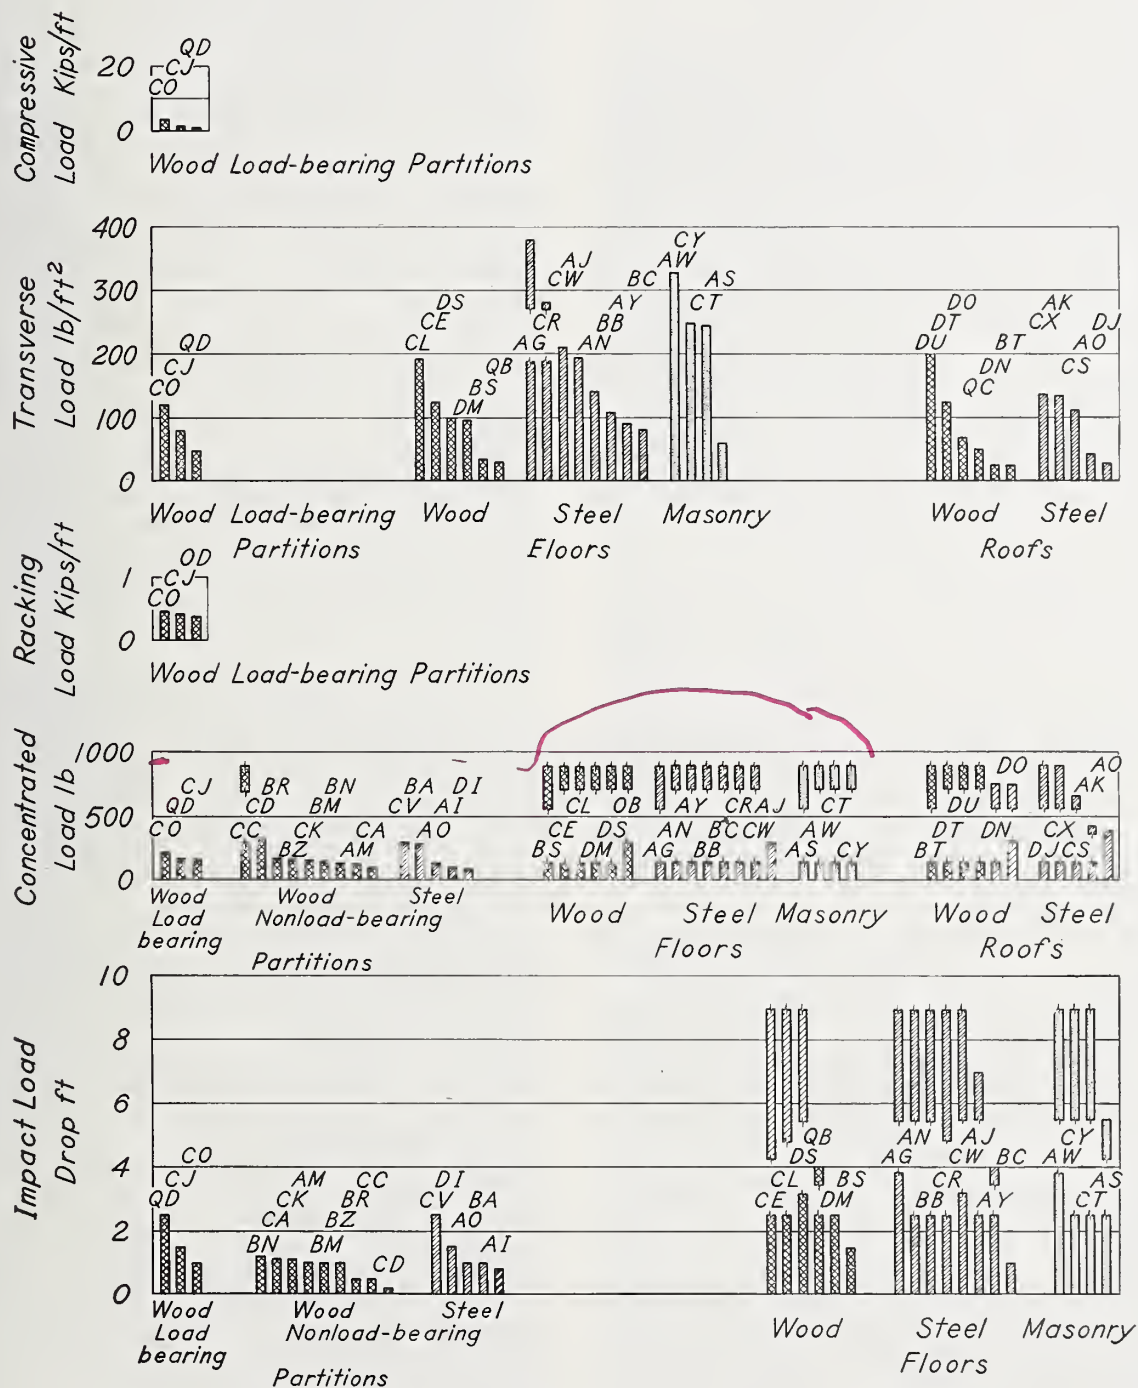 Compressive
Load Kips/ft
QD
20 CJ
CO
0
Wood Load-bearing Partitions
Transverse
Load lb/ft²
400
CY
AJ AW
CW BC AS
300
DS AY CT DO AK
CE CR BB DT CX DJ
QD CL AG AN DU BT AO
200
CJ QB DN CS
CO BS QC
DM
100
0
Wood Load-bearing Wood Steel Masonry Wood Steel
Partitions Floors Roofs
Racking
Load Kips/ft
OD
1 CJ
CO
0
Wood Load-bearing Partitions
Concentrated
Load lb
1000
DO AO
CJ BR BN BA DI AK
QD CD BM CV AI CL OB AY CR AJ CT DU
500
CO CC CK CA AO CE DS AN BC CW AW DT DN CX
BZ AM BS DM AG BB AS CY BT DJ CS
0
Wood Wood Steel
Load Nonload-bearing Wood Steel Masonry Wood Steel
bearing Floors Roofs
Partitions
Impact Load
Drop ft
10
8
6
QB AN AJ CY
CO DS AG CW BC AW
4
CJ AM CC DI CL BS CR AS
QD CK BR CV BA CE DM BB AY CT
CA BZ AO
2
BN BM AI
CD
0
Wood Wood Steel
Load Nonload-bearing Wood Steel Masonry
bearing Floors
Partitions